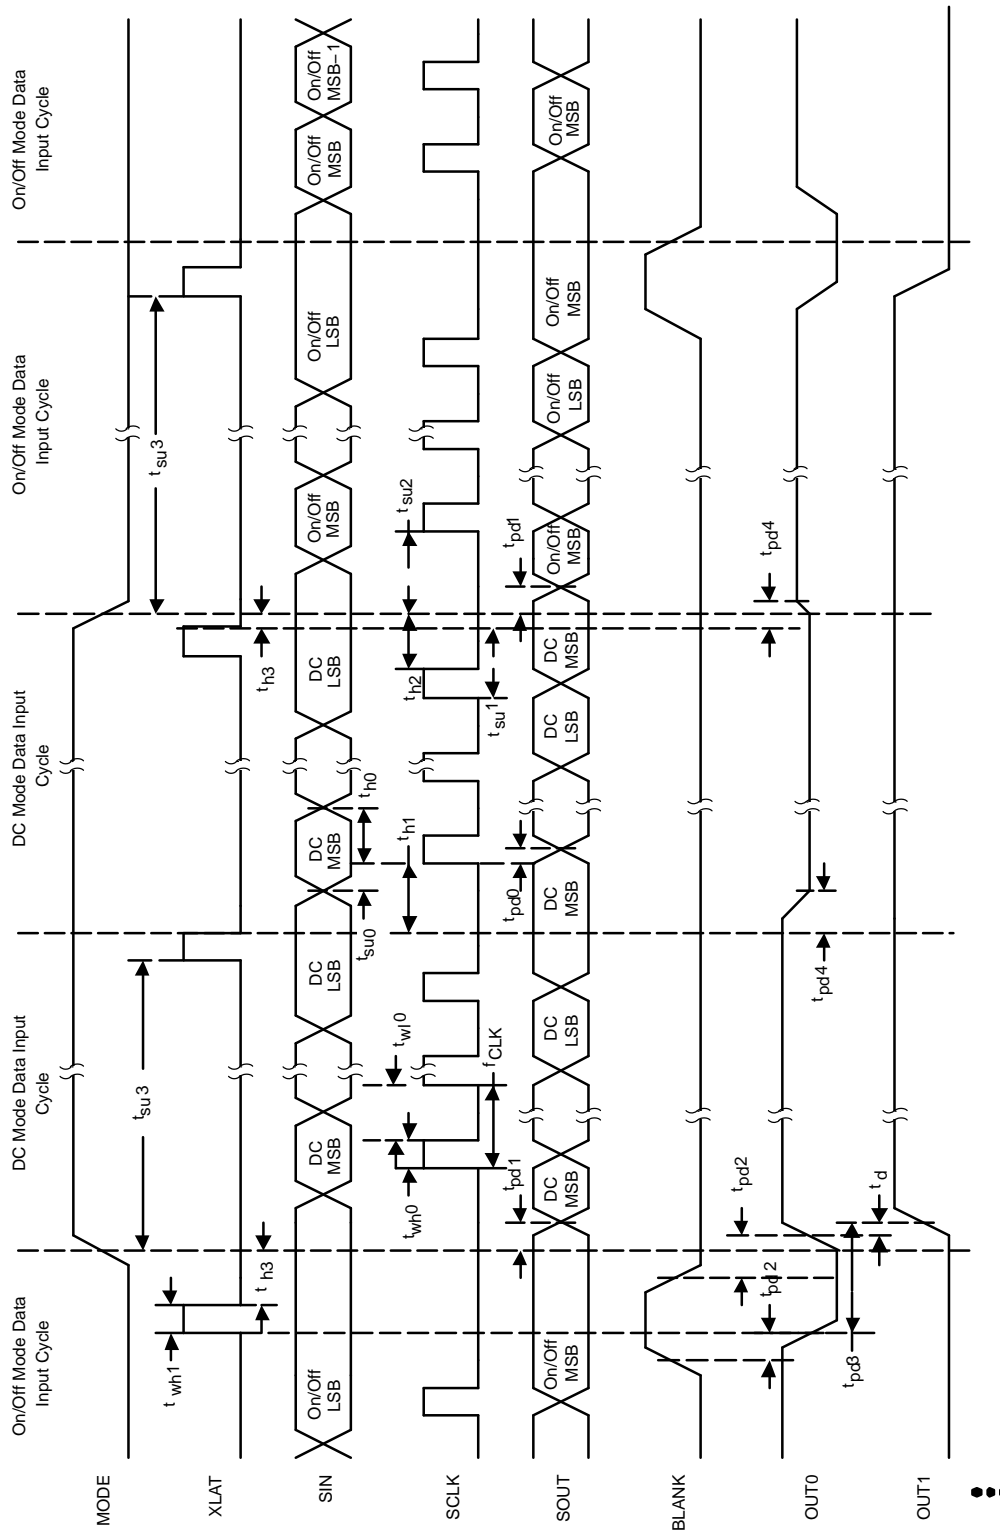 On/Off Mode Data
Input Cycle
DC Mode Data Input
Cycle
DC Mode Data Input
Cycle
On/Off Mode Data
Input Cycle
On/Off Mode Data
Input Cycle
MODE
t su3
t su3
XLAT
t wh1
t h3
t h3
SIN
On/Off
LSB
DC
MSB
DC
LSB
DC
MSB
DC
LSB
On/Off
MSB
On/Off
LSB
On/Off
MSB
On/Off
MSB−1
t su0
t h0
t h1
SCLK
t wh0
t wl0
f CLK
t su1
t h2
t su2
SOUT
On/Off
MSB
DC
MSB
DC
LSB
DC
MSB
DC
LSB
DC
MSB
On/Off
MSB
On/Off
LSB
On/Off
MSB
On/Off
MSB
t pd1
t pd0
t pd1
BLANK
OUT0
t pd2
t pd2
t pd4
t pd4
OUT1
t pd3
t d